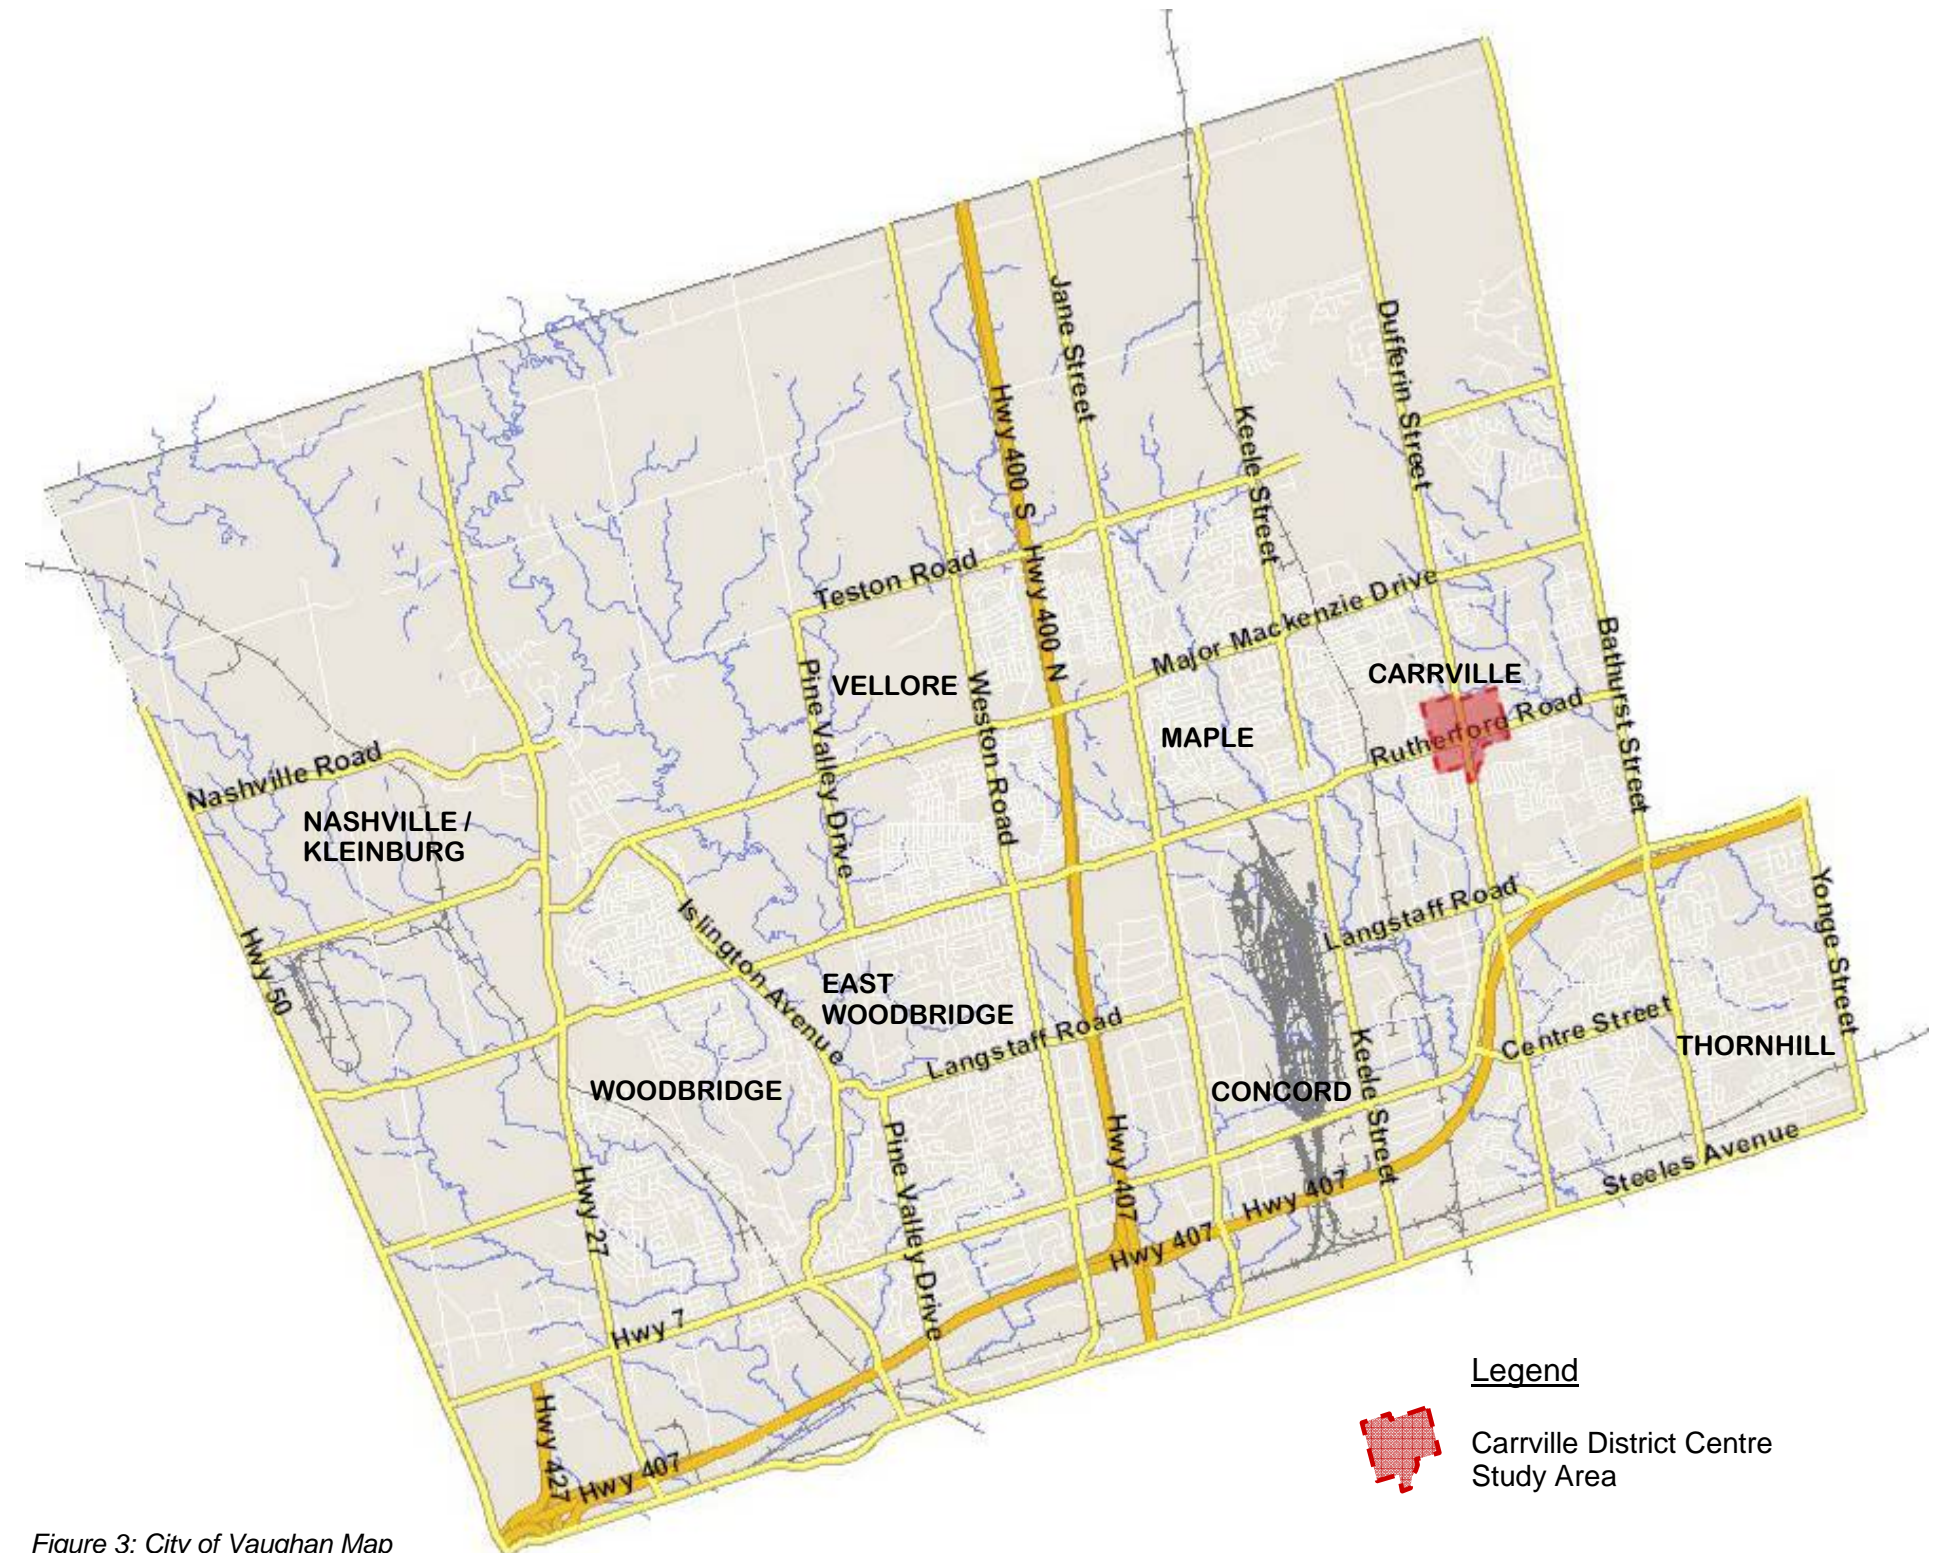 Jane Street
Dufferin Street
Hwy 400 S
Keele Street
Teston Road
Hwy 400 N
Major Mackenzie Drive
Bathurst Street
Pine Valley Drive
VELLORE
Weston Road
CARRVILLE
MAPLE
Rutherford Road
Nashville Road
NASHVILLE /
KLEINBURG
Hwy 50
Islington Avenue
Langstaff Road
Yonge Street
EAST
WOODBRIDGE
Langstaff Road
Centre Street
THORNHILL
WOODBRIDGE
CONCORD
Keele Street
Pine Valley Drive
Hwy 407
Hwy 27
Hwy 407
Hwy 407
Steeles Avenue
Hwy 7
Hwy 427
Hwy 407
Legend
Carrville District Centre
Study Area
Figure 3: City of Vaughan Map